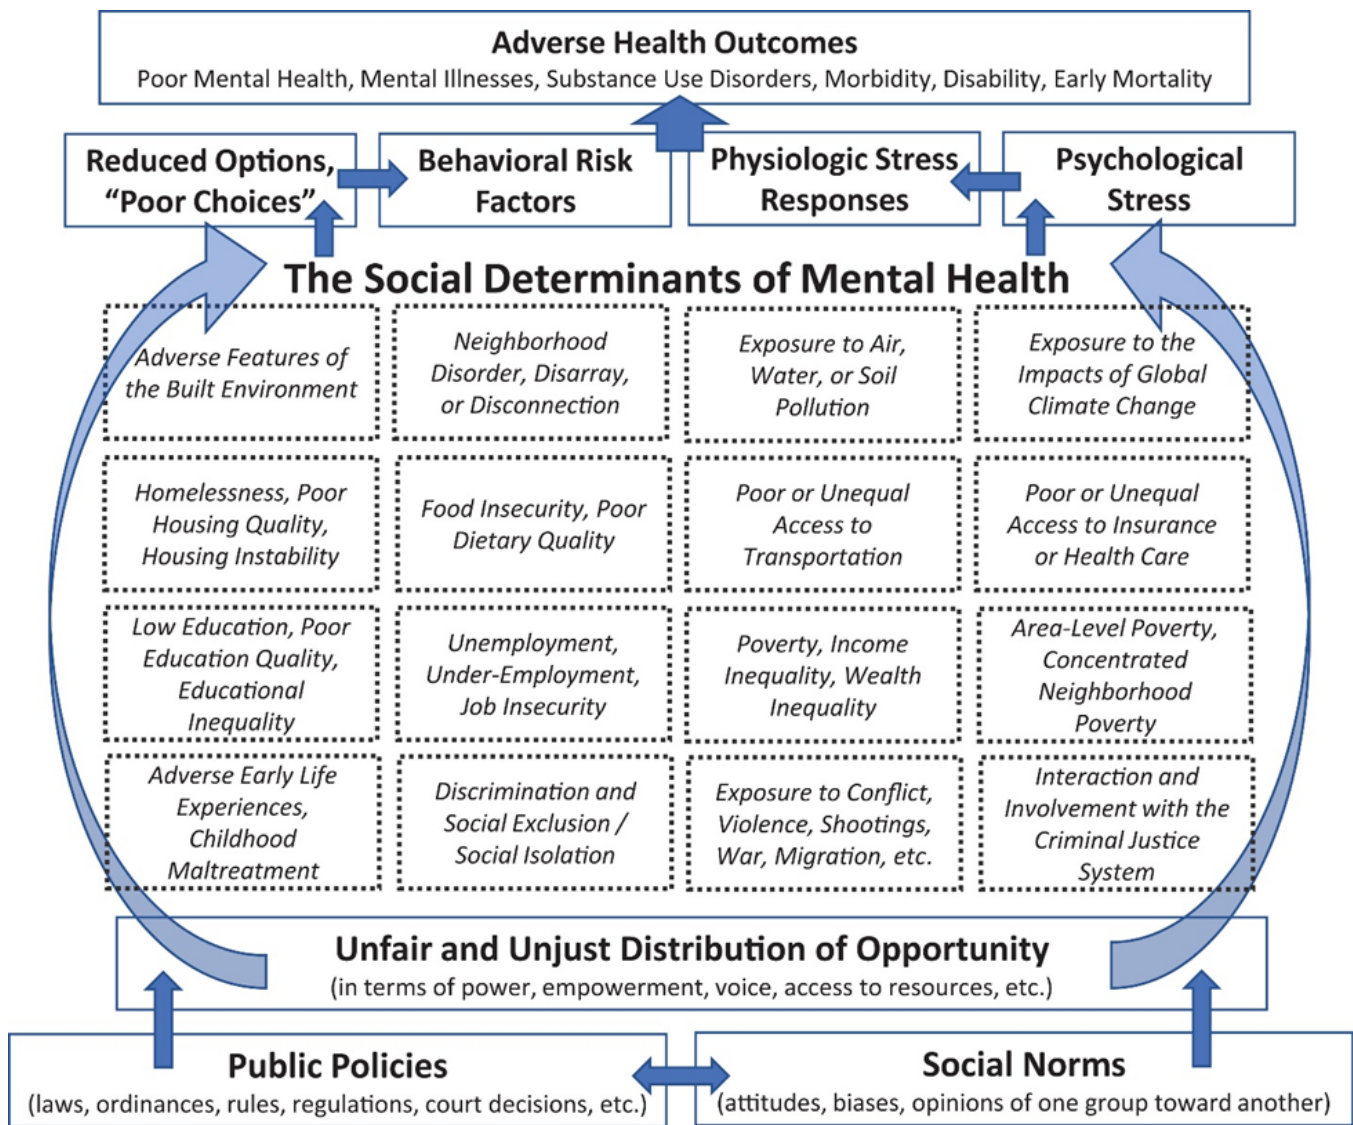 Adverse Health Outcomes
Poor Mental Health, Mental Illnesses, Substance Use Disorders, Morbidity, Disability, Early Mortality
Reduced Options,
“Poor Choices”
Behavioral Risk
Factors
Physiologic Stress
Responses
Psychological
Stress
The Social Determinants of Mental Health
Adverse Features of
the Built Environment
Neighborhood
Disorder, Disarray,
or Disconnection
Exposure to Air,
Water, or Soil
Pollution
Exposure to the
Impacts of Global
Climate Change
Homelessness, Poor
Housing Quality,
Housing Instability
Food Insecurity, Poor
Dietary Quality
Poor or Unequal
Access to
Transportation
Poor or Unequal
Access to Insurance
or Health Care
Low Education, Poor
Education Quality,
Educational
Inequality
Unemployment,
Under-Employment,
Job Insecurity
Poverty, Income
Inequality, Wealth
Inequality
Area-Level Poverty,
Concentrated
Neighborhood
Poverty
Adverse Early Life
Experiences,
Childhood
Maltreatment
Discrimination and
Social Exclusion /
Social Isolation
Exposure to Conflict,
Violence, Shootings,
War, Migration, etc.
Interaction and
Involvement with the
Criminal Justice
System
Unfair and Unjust Distribution of Opportunity
(in terms of power, empowerment, voice, access to resources, etc.)
Public Policies
(laws, ordinances, rules, regulations, court decisions, etc.)
Social Norms
(attitudes, biases, opinions of one group toward another)